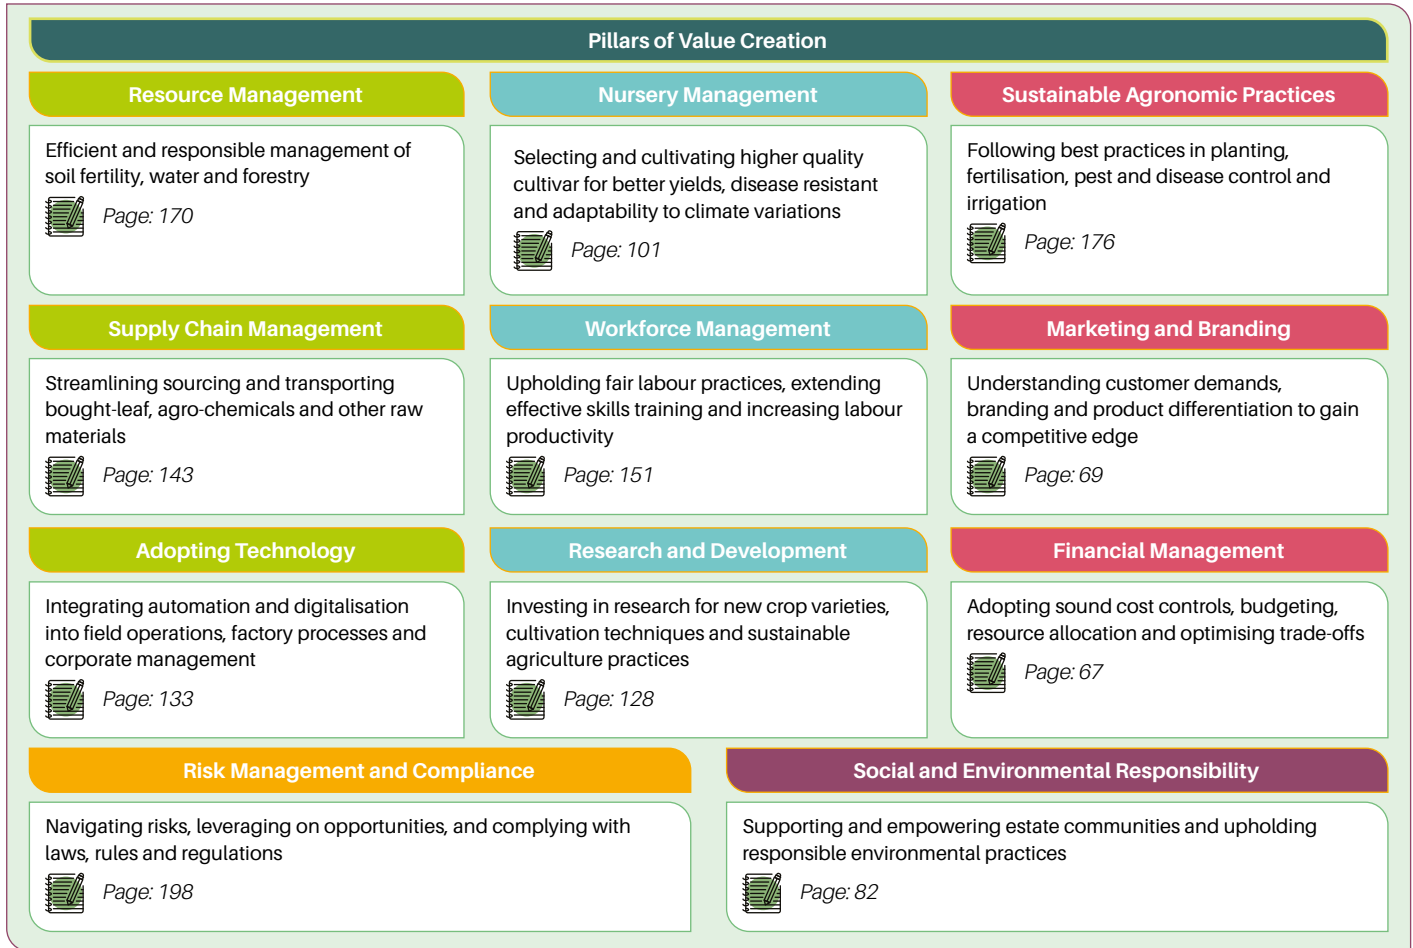 Pillars of Value Creation
Resource Management
Efficient and responsible management of
soil fertility, water and forestry
Page: 170
Nursery Management
Selecting and cultivating higher quality
cultivar for better yields, disease resistant
and adaptability to climate variations
Page: 101
Sustainable Agronomic Practices
Following best practices in planting,
fertilisation, pest and disease control and
irrigation
Page: 176
Supply Chain Management
Streamlining sourcing and transporting
bought-leaf, agro-chemicals and other raw
materials
Page: 143
Workforce Management
Upholding fair labour practices, extending
effective skills training and increasing labour
productivity
Page: 151
Marketing and Branding
Understanding customer demands,
branding and product differentiation to gain
a competitive edge
Page: 69
Adopting Technology
Integrating automation and digitalisation
into field operations, factory processes and
corporate management
Page: 133
Research and Development
Investing in research for new crop varieties,
cultivation techniques and sustainable
agriculture practices
Page: 128
Financial Management
Adopting sound cost controls, budgeting,
resource allocation and optimising trade-offs
Page: 67
Risk Management and Compliance
Navigating risks, leveraging on opportunities, and complying with
laws, rules and regulations
Page: 198
Social and Environmental Responsibility
Supporting and empowering estate communities and upholding
responsible environmental practices
Page: 82